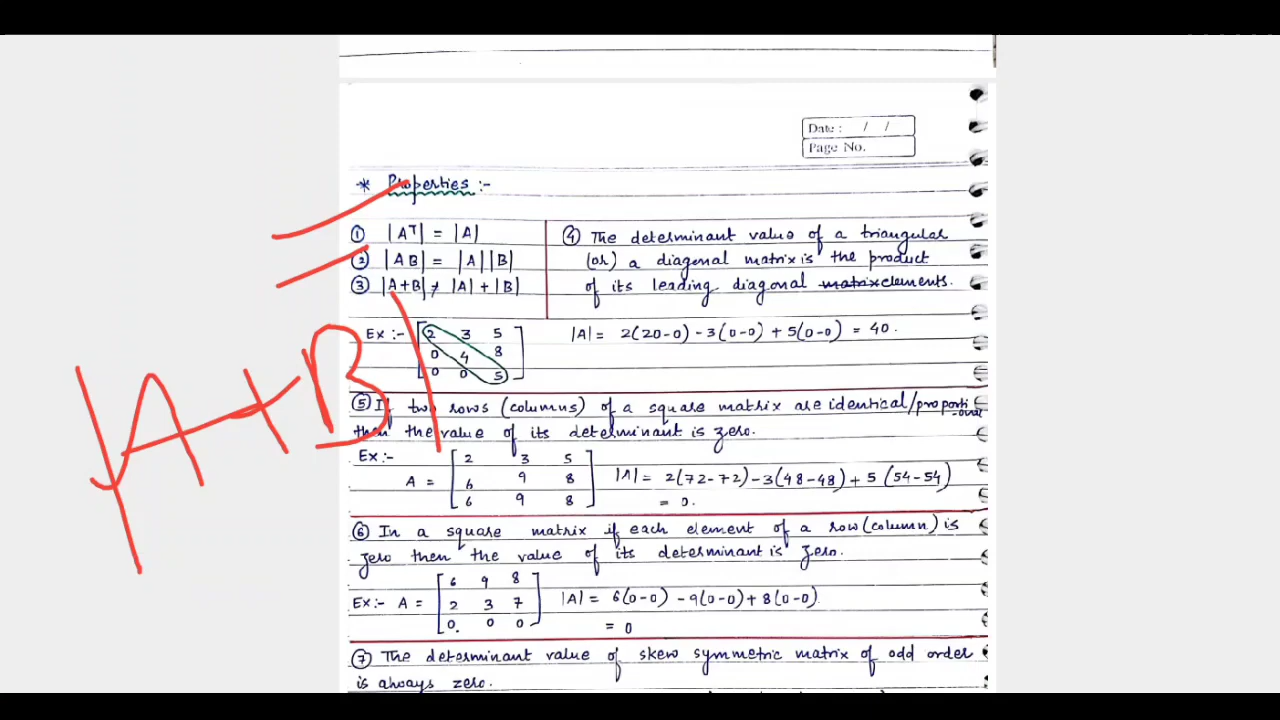 Date : / /
Page No.
* Properties :-
① |Aᵀ| = |A|
② |AB| = |A||B|
③ |A+B| ≠ |A| + |B|
④ The determinant value of a triangular
(or) a diagonal matrix is the product
of its leading diagonal matrix elements.
Ex :- [2 3 5
0 4 8
0 0 5] |A| = 2(20-0) -3(0-0) + 5(0-0) = 40.
⑤ If two rows (columns) of a square matrix are identical/proporti
-onal
then the value of its determinant is zero.
Ex :-
A = [2 3 5
6 9 8
6 9 8] |A| = 2(72-72) -3(48-48) + 5 (54-54)
= 0.
⑥ In a square matrix if each element of a row (column) is
zero then the value of its determinant is zero.
Ex :- A = [6 9 8
2 3 7
0. 0 0] |A| = 6(0-0) -9(0-0) + 8(0-0)
= 0
⑦ The determinant value of skew symmetric matrix of odd order
is always zero.
|A+B|